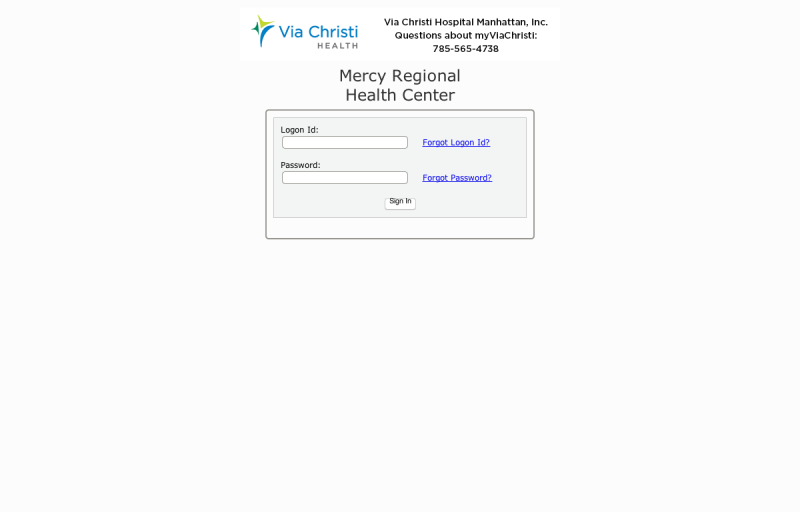 Via Christi
HEALTH
Via Christi Hospital Manhattan, Inc.
Questions about myViaChristi:
785-565-4738
Mercy Regional
Health Center
Logon Id:
Forgot Logon Id?
Password:
Forgot Password?
Sign In